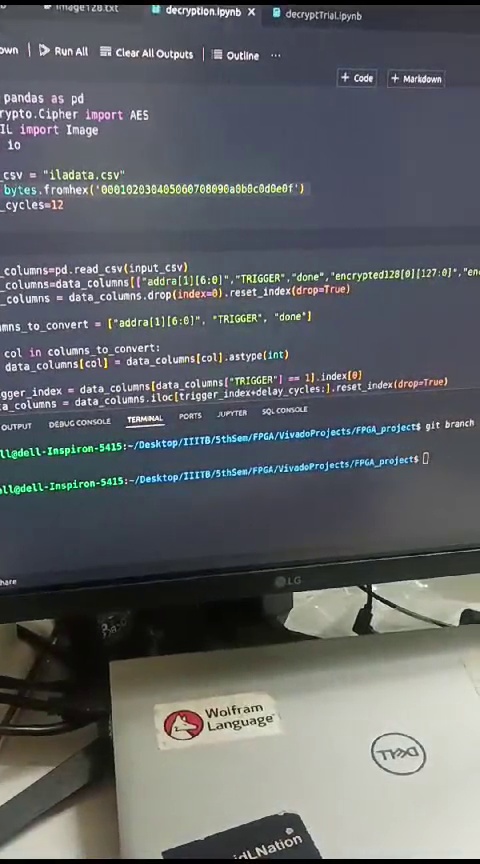 image128.txt decryption.ipynb × decryptTrial.ipynb
own Run All Clear All Outputs Outline ...
+ Code + Markdown
pandas as pd
rypto.Cipher import AES
IL import Image
io
_csv = "iladata.csv"
bytes.fromhex('000102030405060708090a0b0c0d0e0f')
_cycles=12
_columns=pd.read_csv(input_csv)
_columns=data_columns[["addra[1][6:0]","TRIGGER","done","encrypted128[0][127:0]","en
_columns = data_columns.drop(index=0).reset_index(drop=True)
mns_to_convert = ["addra[1][6:0]", "TRIGGER", "done"]
col in columns_to_convert:
data_columns[col] = data_columns[col].astype(int)
gger_index = data_columns[data_columns["TRIGGER"] == 1].index[0]
a_columns = data_columns.iloc[trigger_index+delay_cycles:].reset_index(drop=True)
OUTPUT DEBUG CONSOLE TERMINAL PORTS JUPYTER SQL CONSOLE
ll@dell-Inspiron-5415:~/Desktop/IIITB/5thSem/FPGA/VivadoProjects/FPGA_project$ git branch
ll@dell-Inspiron-5415:~/Desktop/IIITB/5thSem/FPGA/VivadoProjects/FPGA_project$
hare
LG
Wolfram
Language
DELL
idLNation